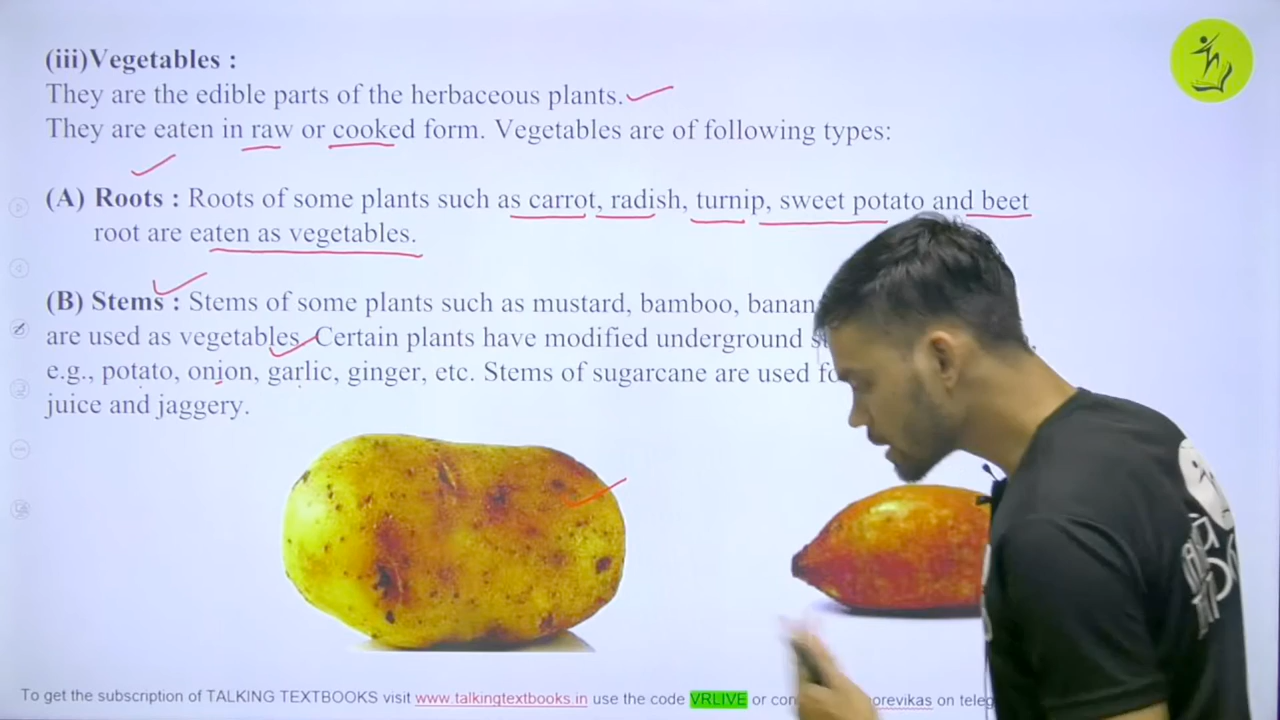 (iii)Vegetables :
They are the edible parts of the herbaceous plants.
They are eaten in raw or cooked form. Vegetables are of following types:
(A) Roots : Roots of some plants such as carrot, radish, turnip, sweet potato and beet
root are eaten as vegetables.
(B) Stems : Stems of some plants such as mustard, bamboo,
are used as vegetables. Certain plants have modified underground
e.g., potato, onion, garlic, ginger, etc. Stems of sugarcane are used
juice and jaggery.
To get the subscription of TALKING TEXTBOOKS visit www.talkingtextbooks.in use the code VRLIVE or